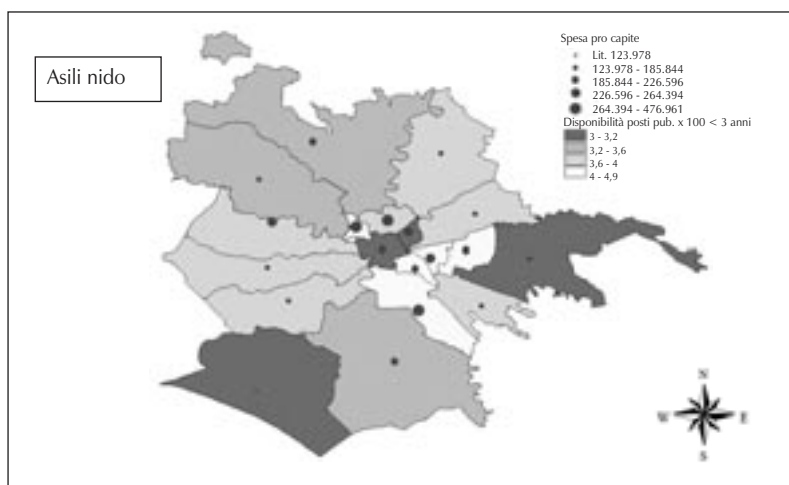 Asili nido
Spesa pro capite
Lit. 123.978
123.978 - 185.844
185.844 - 226.596
226.596 - 264.394
264.394 - 476.961
Disponibilità posti pub. x 100 < 3 anni
3 - 3,2
3,2 - 3,6
3,6 - 4
4 - 4,9
N
W
E
S